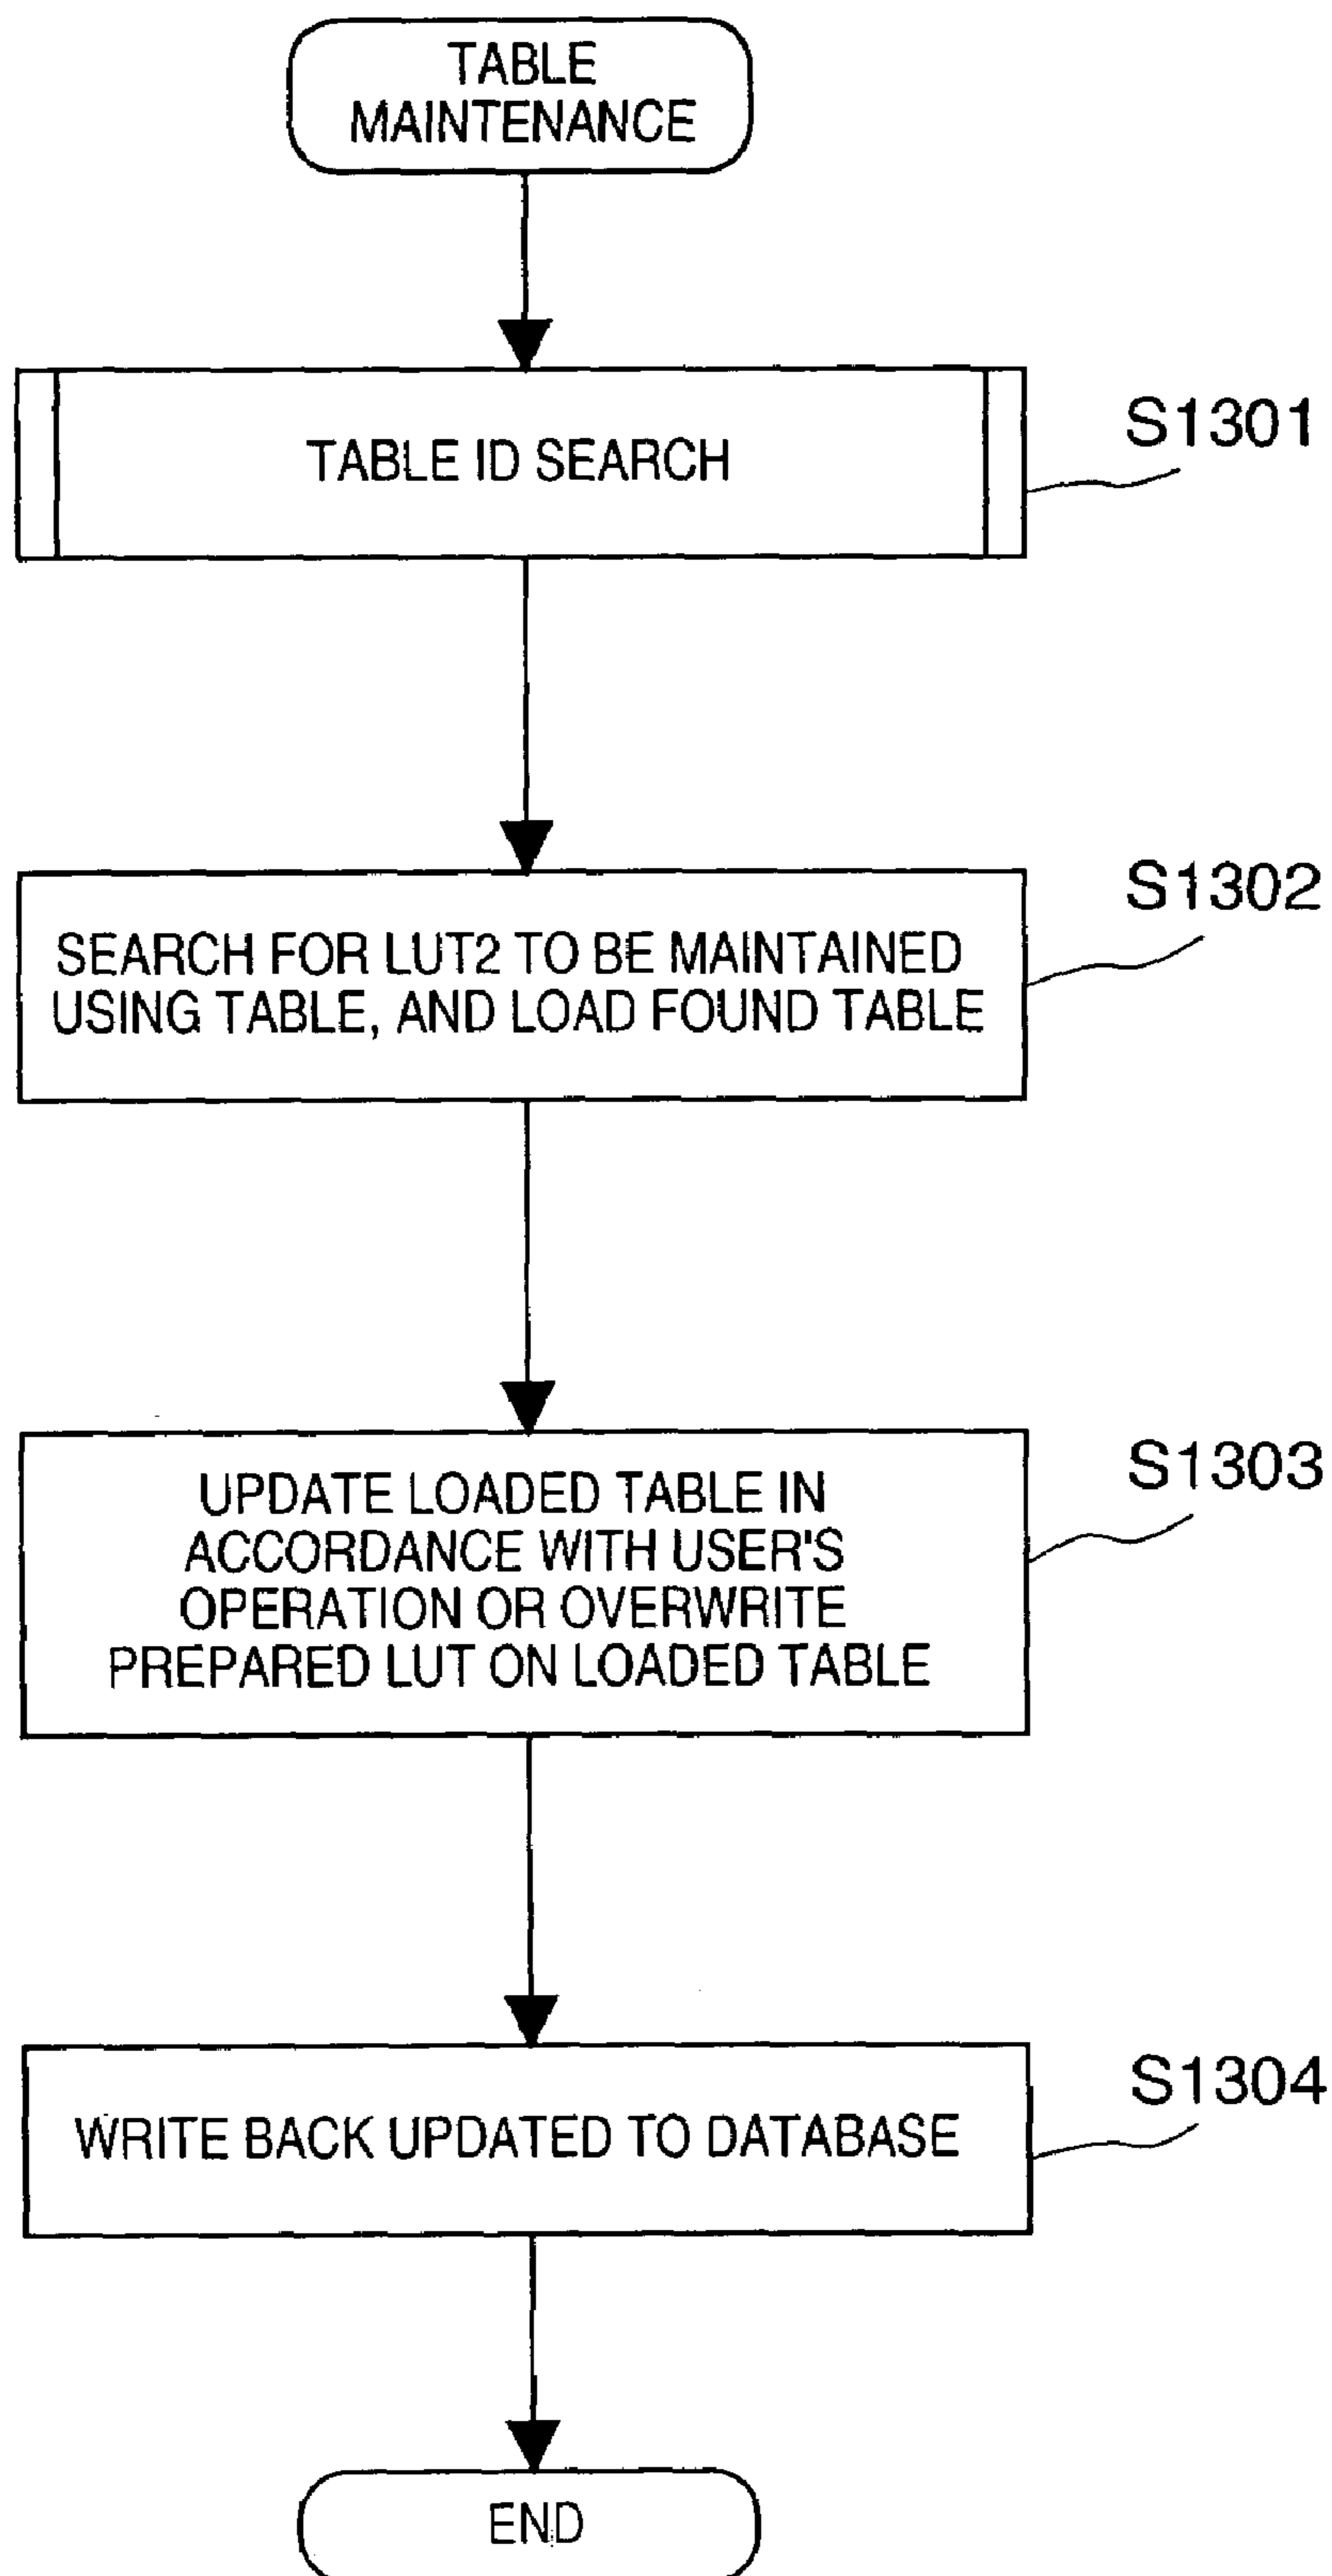 TABLE
MAINTENANCE
TABLE ID SEARCH
S1301
SEARCH FOR LUT2 TO BE MAINTAINED
USING TABLE, AND LOAD FOUND TABLE
S1302
UPDATE LOADED TABLE IN
ACCORDANCE WITH USER'S
OPERATION OR OVERWRITE
PREPARED LUT ON LOADED TABLE
S1303
WRITE BACK UPDATED TO DATABASE
S1304
END